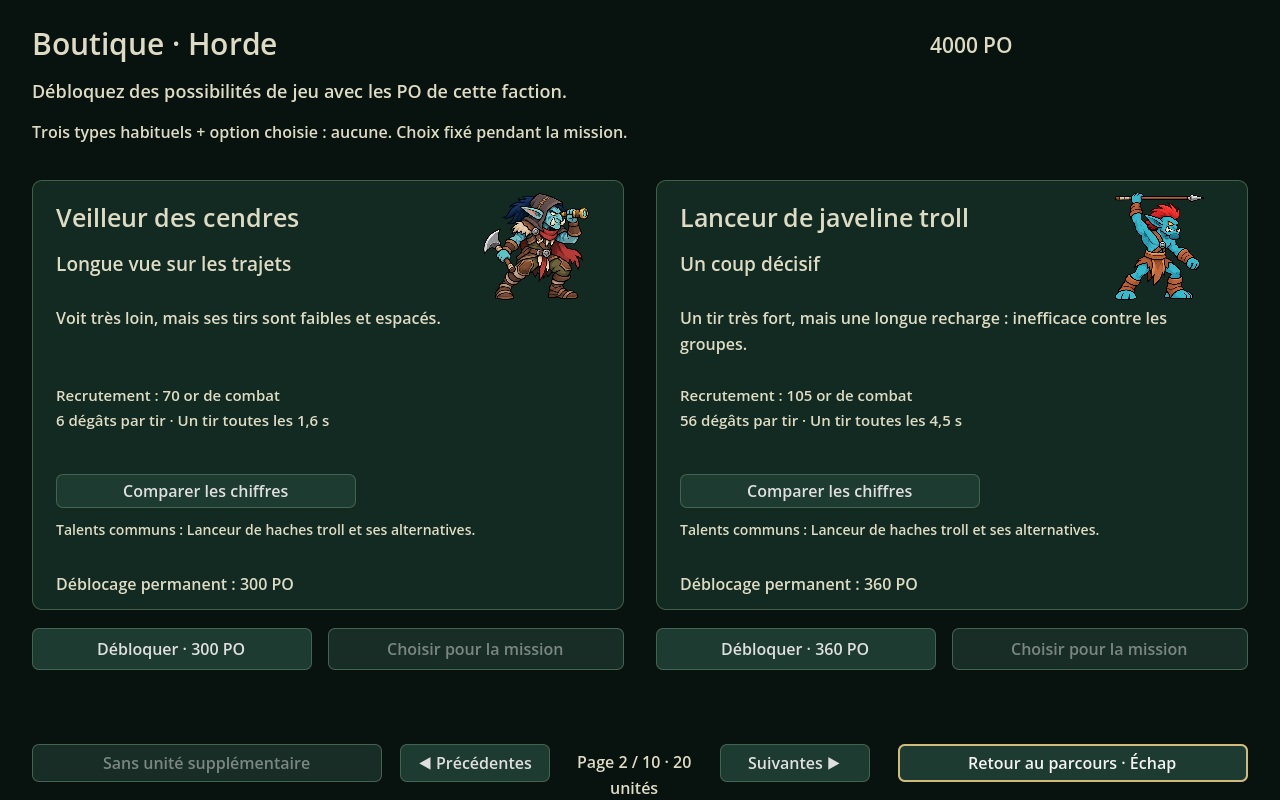 Boutique · Horde
4000 PO
Débloquez des possibilités de jeu avec les PO de cette faction.
Trois types habituels + option choisie : aucune. Choix fixé pendant la mission.
Veilleur des cendres
Longue vue sur les trajets
Voit très loin, mais ses tirs sont faibles et espacés.
Recrutement : 70 or de combat
6 dégâts par tir · Un tir toutes les 1,6 s
Comparer les chiffres
Talents communs : Lanceur de haches troll et ses alternatives.
Déblocage permanent : 300 PO
Débloquer · 300 PO
Choisir pour la mission
Lanceur de javeline troll
Un coup décisif
Un tir très fort, mais une longue recharge : inefficace contre les
groupes.
Recrutement : 105 or de combat
56 dégâts par tir · Un tir toutes les 4,5 s
Comparer les chiffres
Talents communs : Lanceur de haches troll et ses alternatives.
Déblocage permanent : 360 PO
Débloquer · 360 PO
Choisir pour la mission
Sans unité supplémentaire
◀ Précédentes
Page 2 / 10 · 20
unités
Suivantes ▶
Retour au parcours · Échap